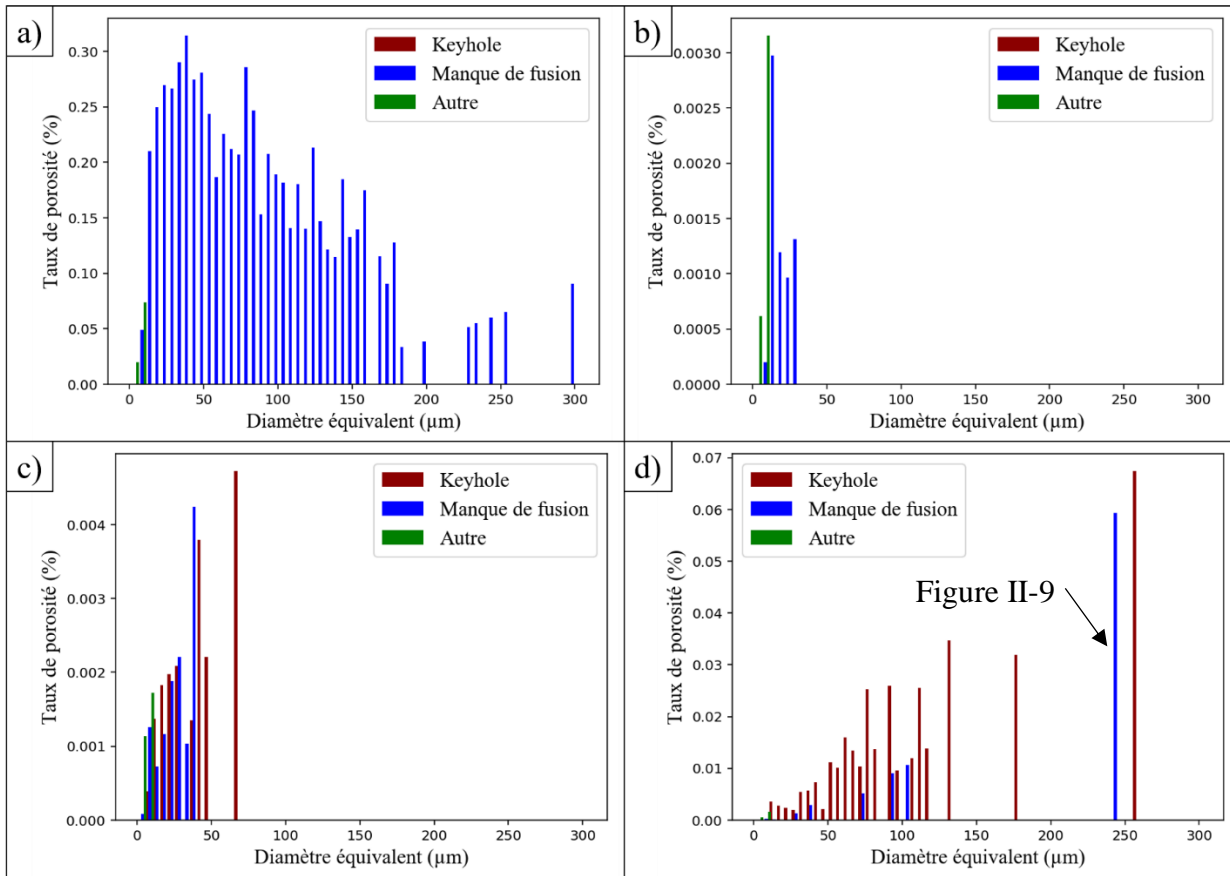 a)
Keyhole
Manque de fusion
Autre
Taux de porosité (%)
0.30
0.25
0.20
0.15
0.10
0.05
0.00
0 50 100 150 200 250 300
Diamètre équivalent (µm)
b)
Keyhole
Manque de fusion
Autre
Taux de porosité (%)
0.0030
0.0025
0.0020
0.0015
0.0010
0.0005
0.0000
0 50 100 150 200 250 300
Diamètre équivalent (µm)
c)
Keyhole
Manque de fusion
Autre
Taux de porosité (%)
0.004
0.003
0.002
0.001
0.000
0 50 100 150 200 250 300
Diamètre équivalent (µm)
d)
Keyhole
Manque de fusion
Autre
Figure II-9
Taux de porosité (%)
0.07
0.06
0.05
0.04
0.03
0.02
0.01
0.00
0 50 100 150 200 250 300
Diamètre équivalent (µm)